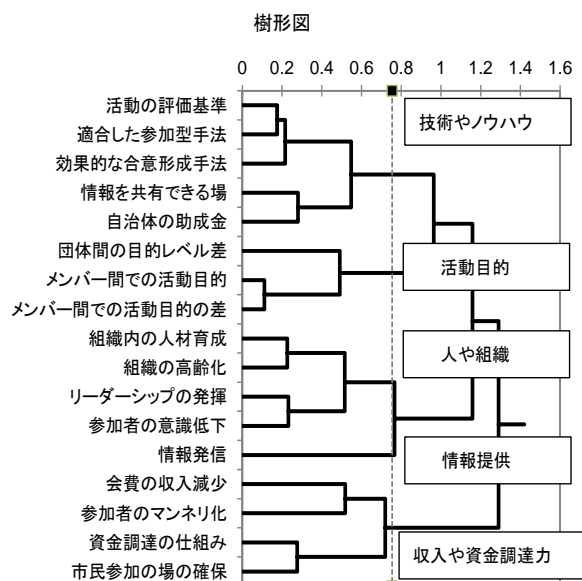 樹形図
0 0.2 0.4 0.6 0.8 1 1.2 1.4 1.6
活動の評価基準
適合した参加型手法
効果的な合意形成手法
情報を共有できる場
自治体の助成金
団体間の目的レベル差
メンバー間での活動目的
メンバー間での活動目的の差
組織内の人材育成
組織の高齢化
リーダーシップの発揮
参加者の意識低下
情報発信
会費の収入減少
参加者のマンネリ化
資金調達の仕組み
市民参加の場の確保
技術やノウハウ
活動目的
人や組織
情報提供
収入や資金調達力